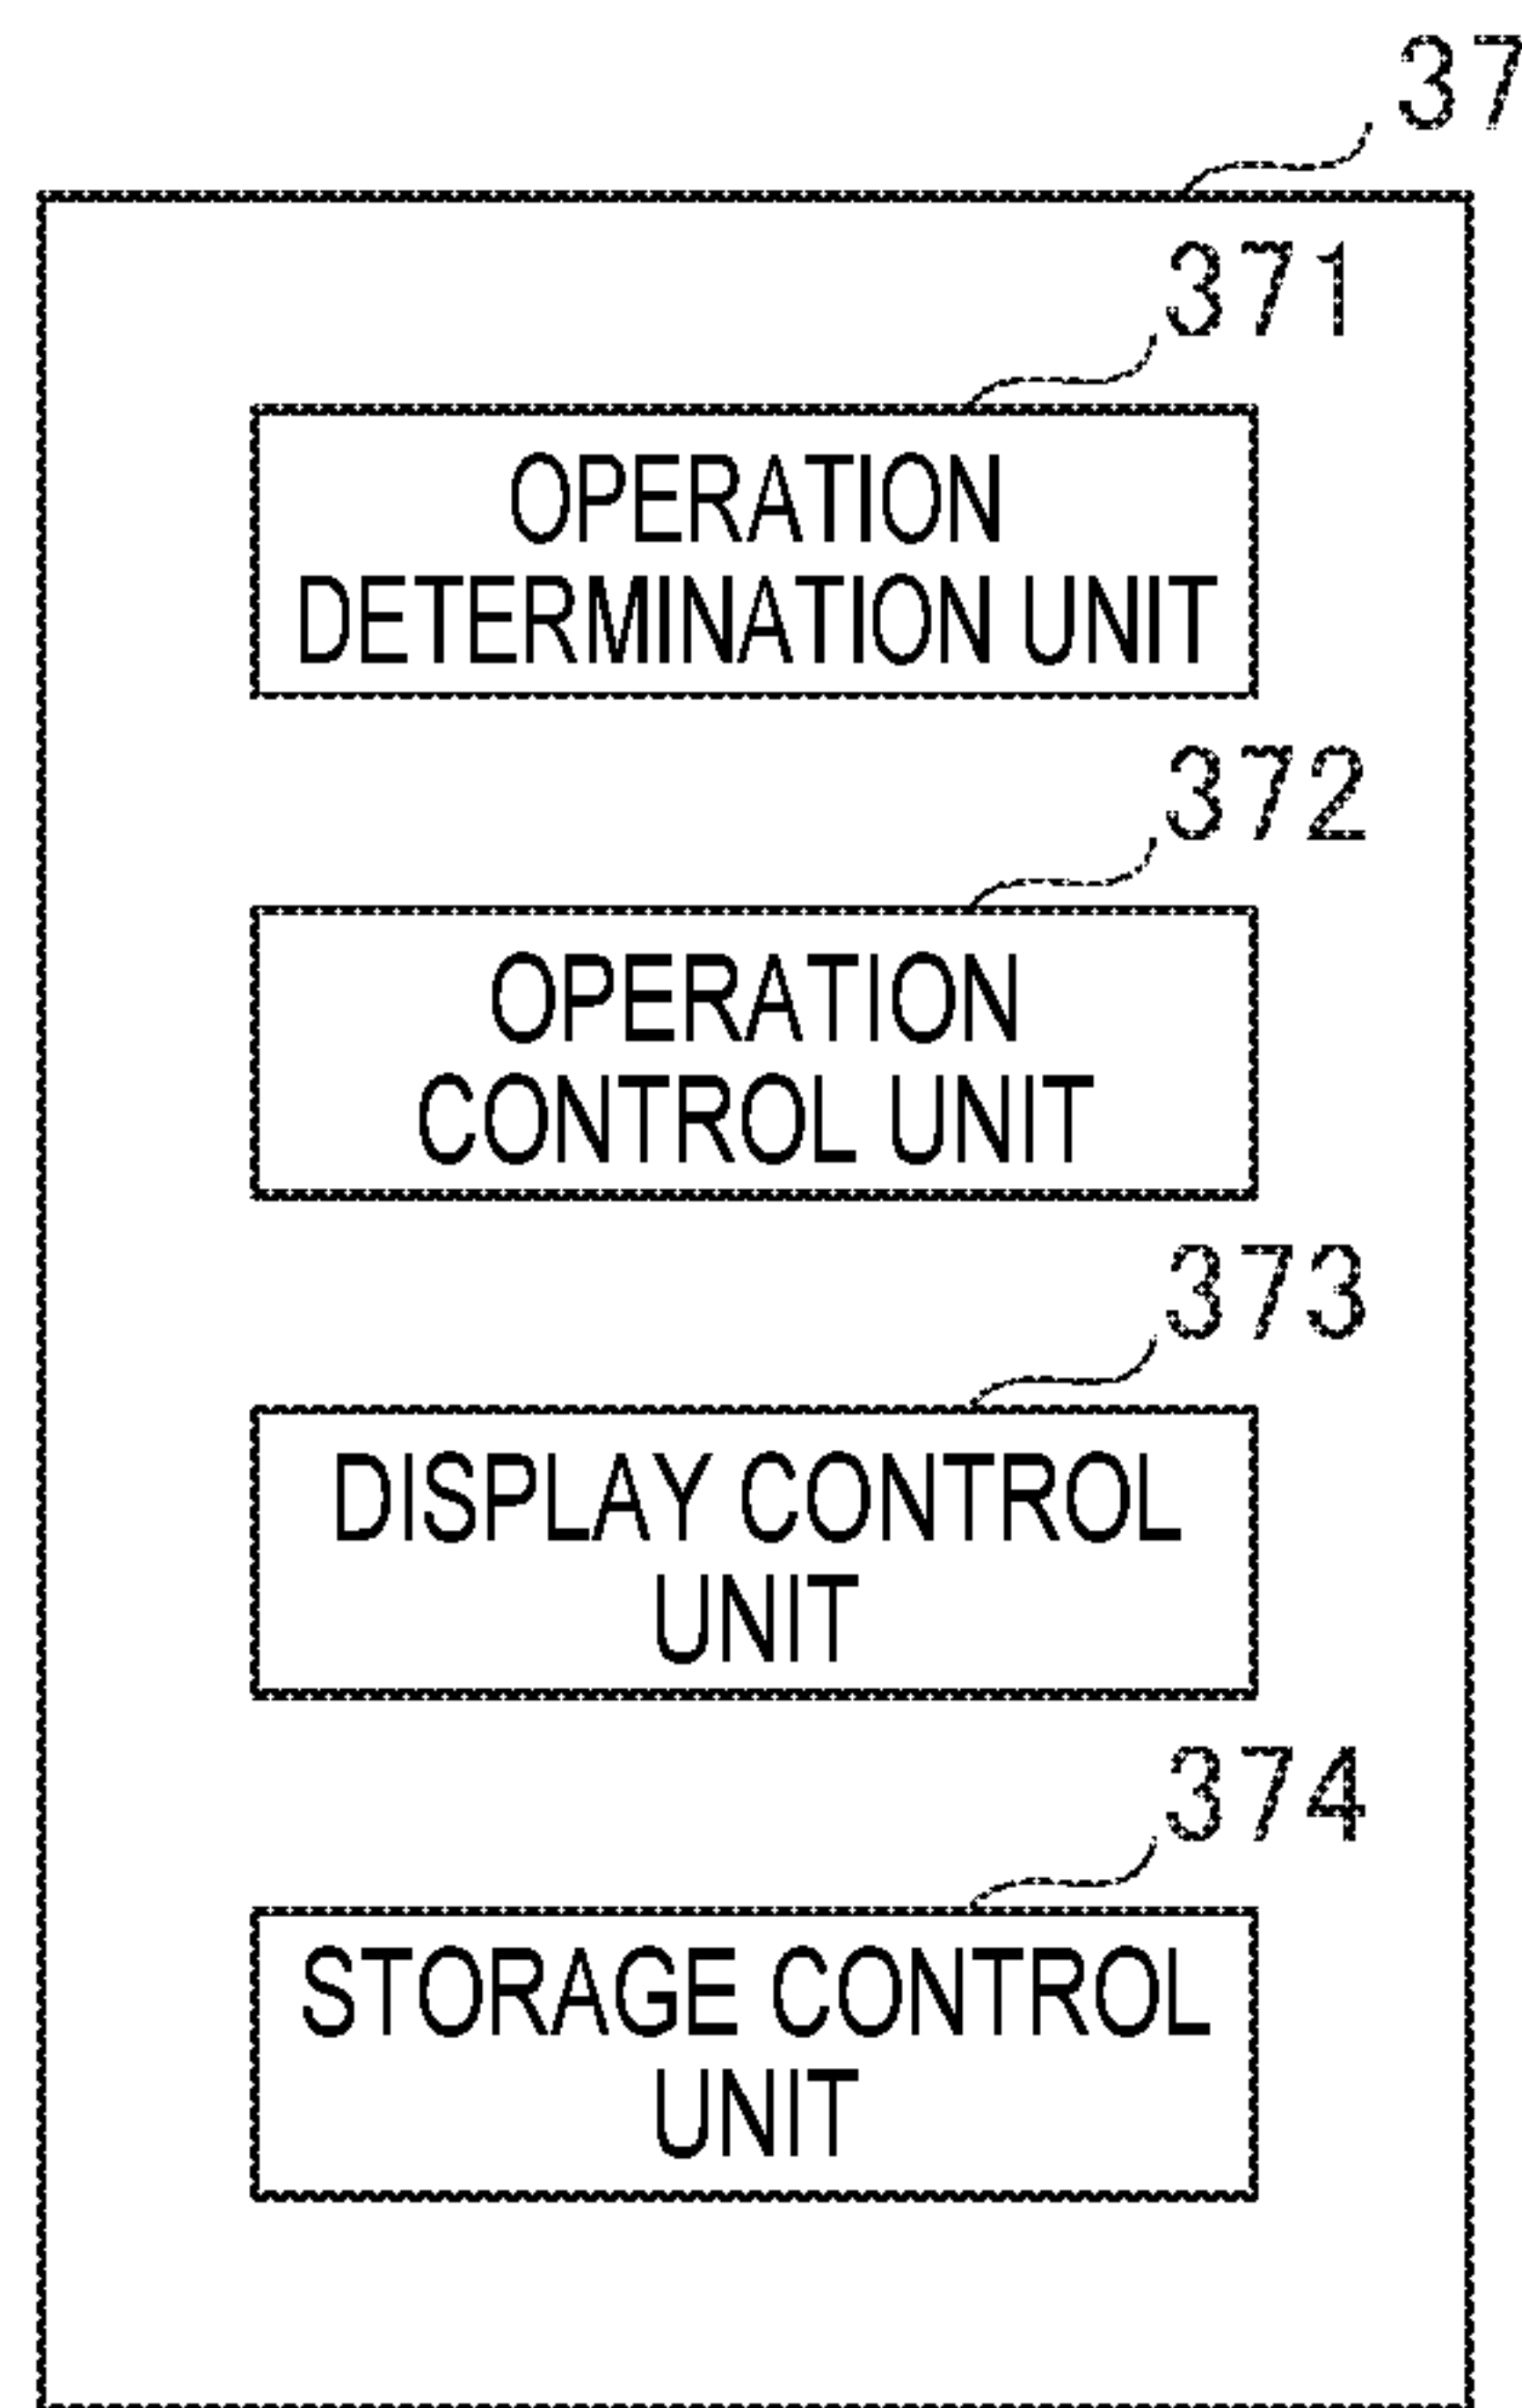 37
371
OPERATION
DETERMINATION UNIT
372
OPERATION
CONTROL UNIT
373
DISPLAY CONTROL
UNIT
374
STORAGE CONTROL
UNIT